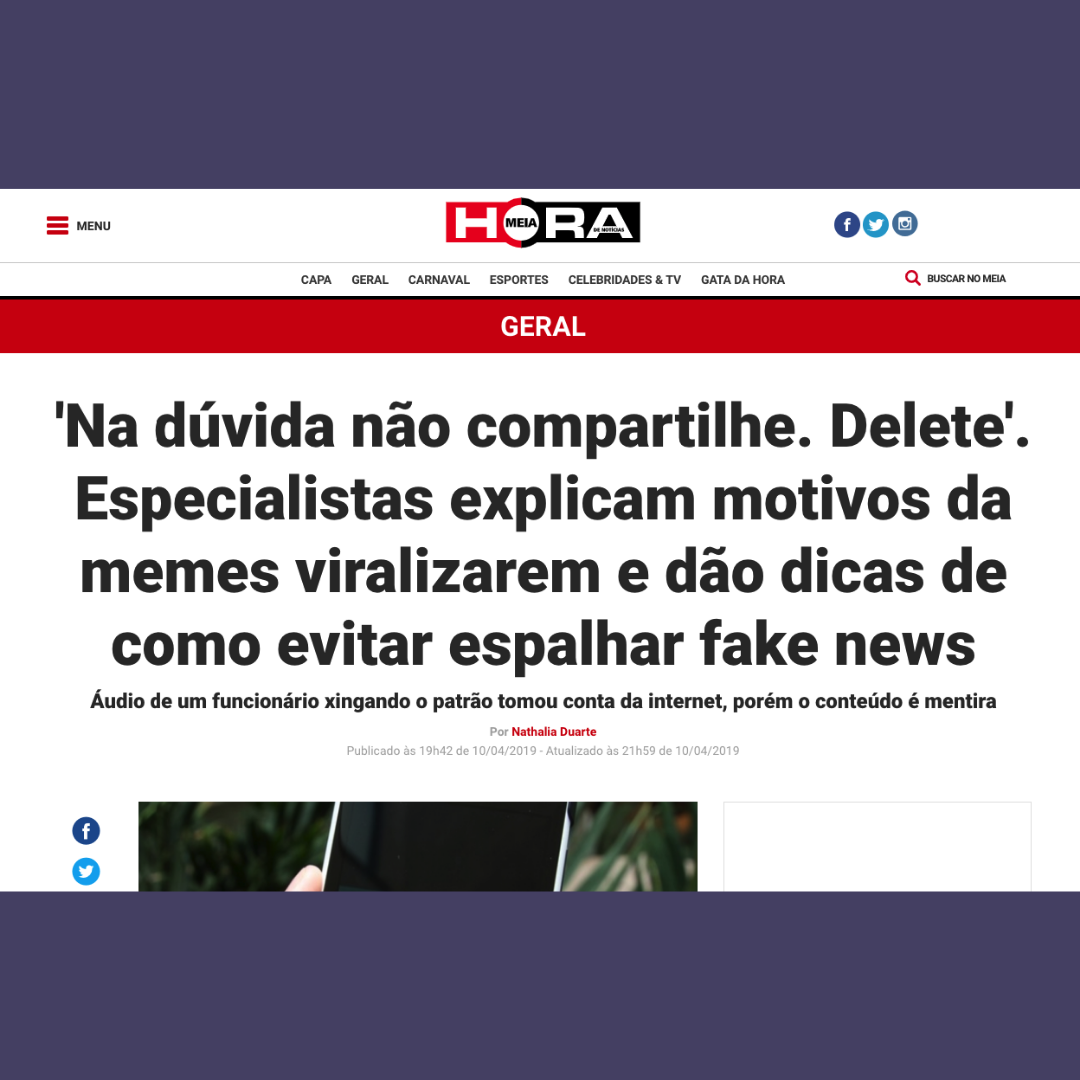 MENU
HORA
MEIA
DE NOTÍCIAS
CAPA GERAL CARNAVAL ESPORTES CELEBRIDADES & TV GATA DA HORA
BUSCAR NO MEIA
GERAL
'Na dúvida não compartilhe. Delete'.
Especialistas explicam motivos da
memes viralizarem e dão dicas de
como evitar espalhar fake news
Áudio de um funcionário xingando o patrão tomou conta da internet, porém o conteúdo é mentira
Por Nathalia Duarte
Publicado às 19h42 de 10/04/2019 - Atualizado às 21h59 de 10/04/2019